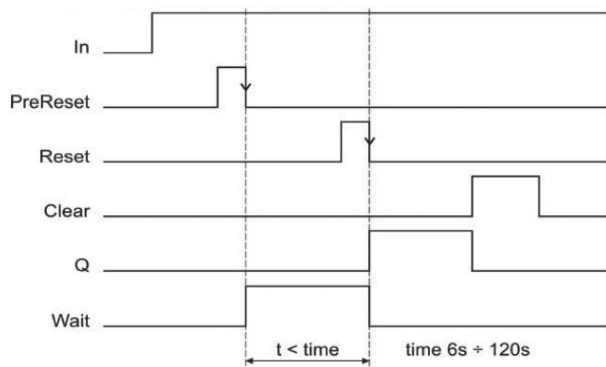 In
PreReset
Reset
Clear
Q
Wait
t < time time 6s ÷ 120s